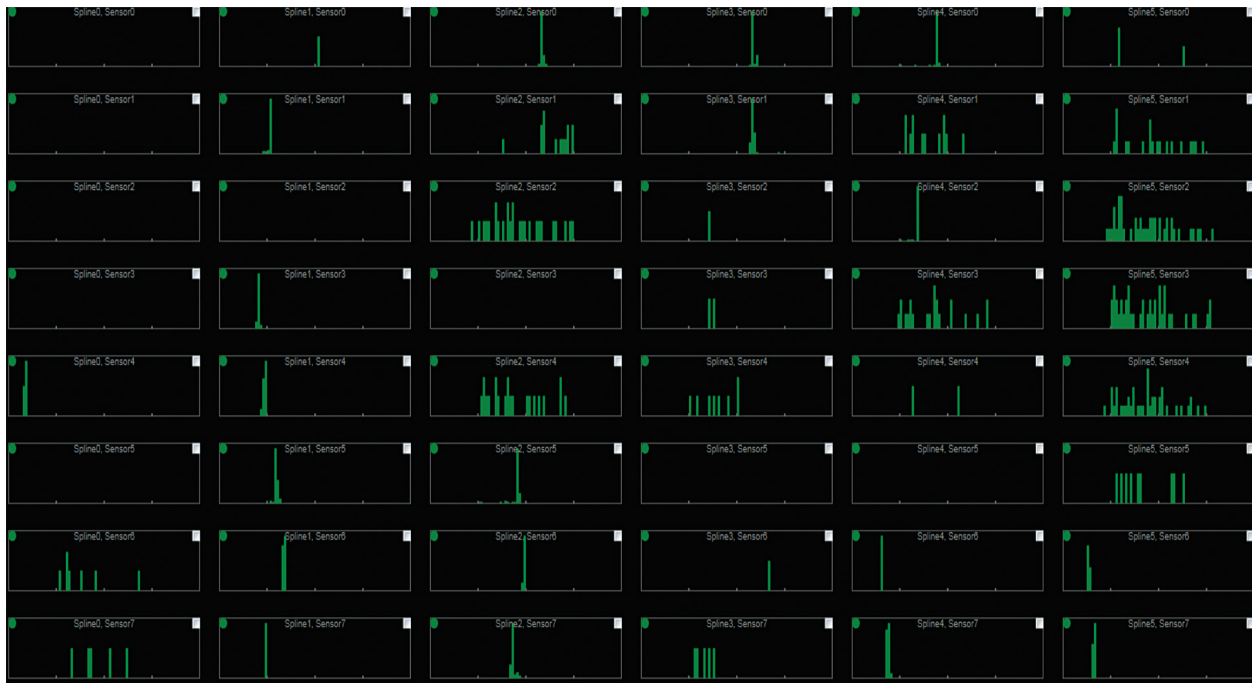 Spline0, Sensor0 Spline1, Sensor0 Spline2, Sensor0 Spline3, Sensor0 Spline4, Sensor0 Spline5, Sensor0
Spline0, Sensor1 Spline1, Sensor1 Spline2, Sensor1 Spline3, Sensor1 Spline4, Sensor1 Spline5, Sensor1
Spline0, Sensor2 Spline1, Sensor2 Spline2, Sensor2 Spline3, Sensor2 Spline4, Sensor2 Spline5, Sensor2
Spline0, Sensor3 Spline1, Sensor3 Spline2, Sensor3 Spline3, Sensor3 Spline4, Sensor3 Spline5, Sensor3
Spline0, Sensor4 Spline1, Sensor4 Spline2, Sensor4 Spline3, Sensor4 Spline4, Sensor4 Spline5, Sensor4
Spline0, Sensor5 Spline1, Sensor5 Spline2, Sensor5 Spline3, Sensor5 Spline4, Sensor5 Spline5, Sensor5
Spline0, Sensor6 Spline1, Sensor6 Spline2, Sensor6 Spline3, Sensor6 Spline4, Sensor6 Spline5, Sensor6
Spline0, Sensor7 Spline1, Sensor7 Spline2, Sensor7 Spline3, Sensor7 Spline4, Sensor7 Spline5, Sensor7